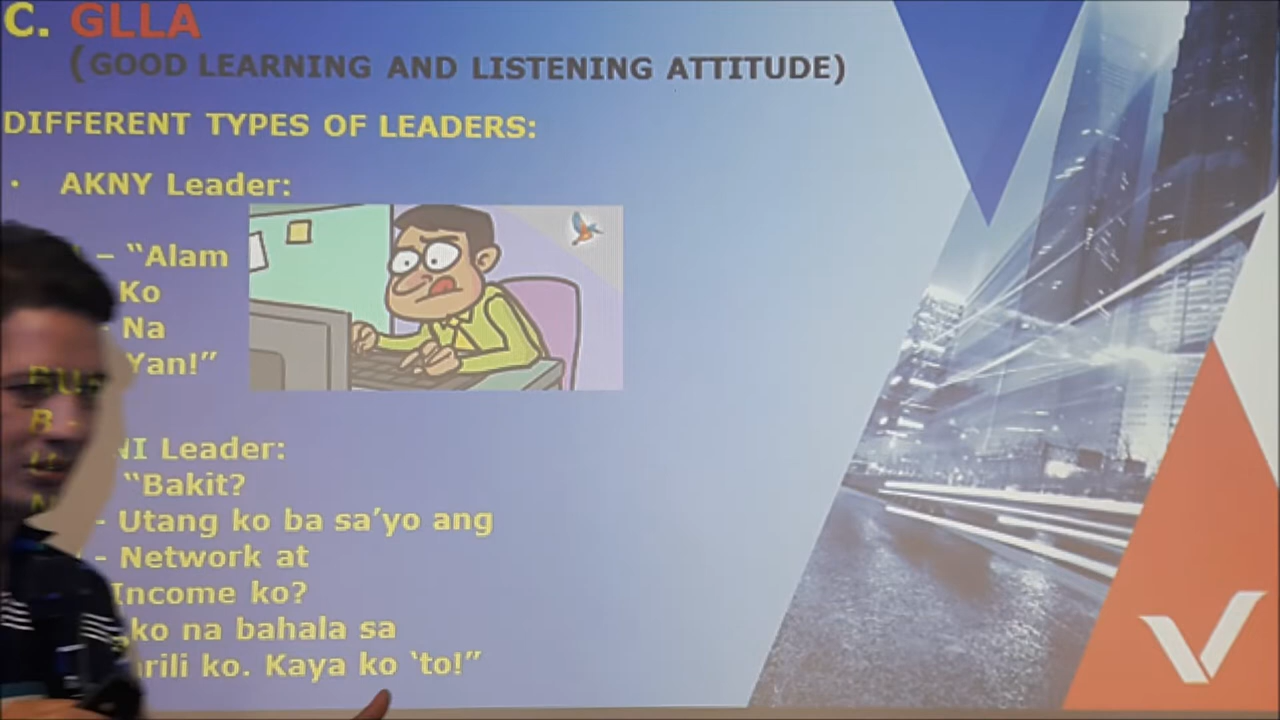 C. GLLA
(GOOD LEARNING AND LISTENING ATTITUDE)
DIFFERENT TYPES OF LEADERS:
· AKNY Leader:
– “Alam
Ko
Na
Yan!”
NI Leader:
“Bakit?
- Utang ko ba sa’yo ang
- Network at
Income ko?
ko na bahala sa
rili ko. Kaya ko ‘to!”